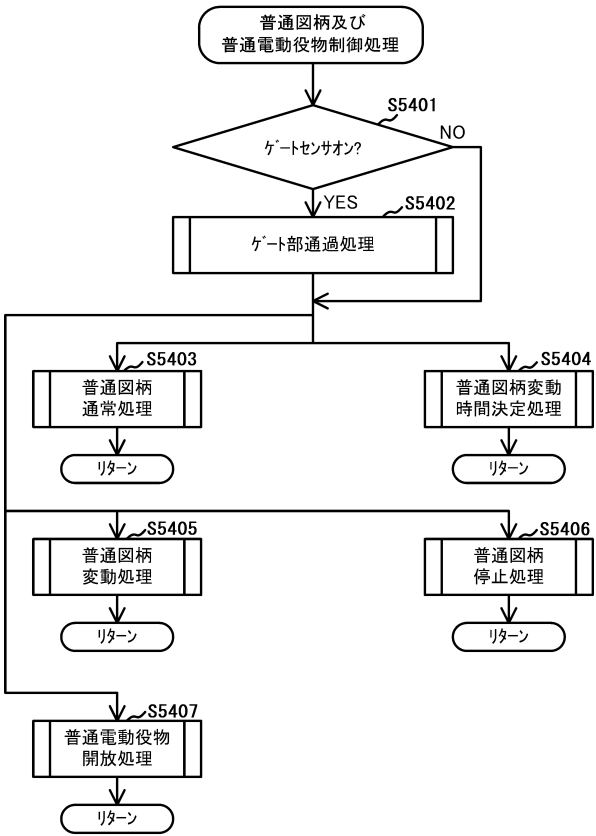 普通図柄及び
普通電動役物制御処理
S5401
ｹﾞｰﾄｾﾝｻｵﾝ?
NO
YES
S5402
ｹﾞｰﾄ部通過処理
S5403
普通図柄
通常処理
ﾘﾀｰﾝ
S5404
普通図柄変動
時間決定処理
ﾘﾀｰﾝ
S5405
普通図柄
変動処理
ﾘﾀｰﾝ
S5406
普通図柄
停止処理
ﾘﾀｰﾝ
S5407
普通電動役物
開放処理
ﾘﾀｰﾝ